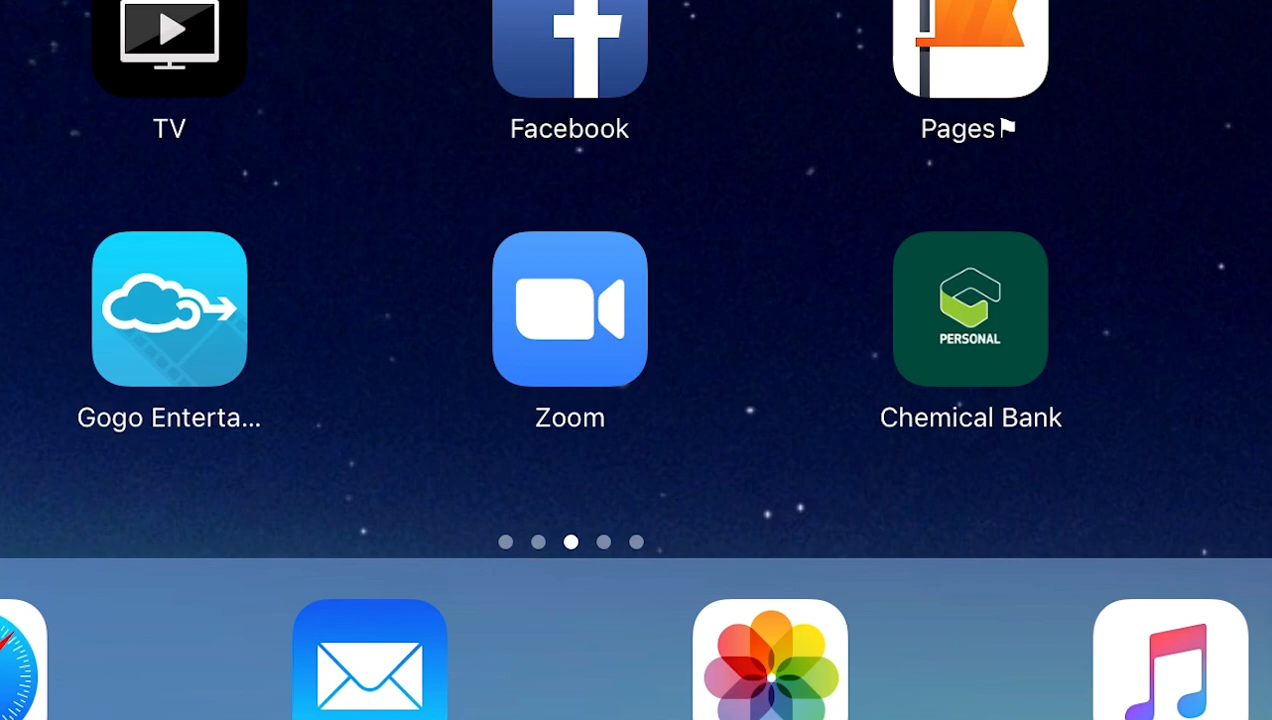 TV
Facebook
Pages
Gogo Enterta...
Zoom
PERSONAL
Chemical Bank